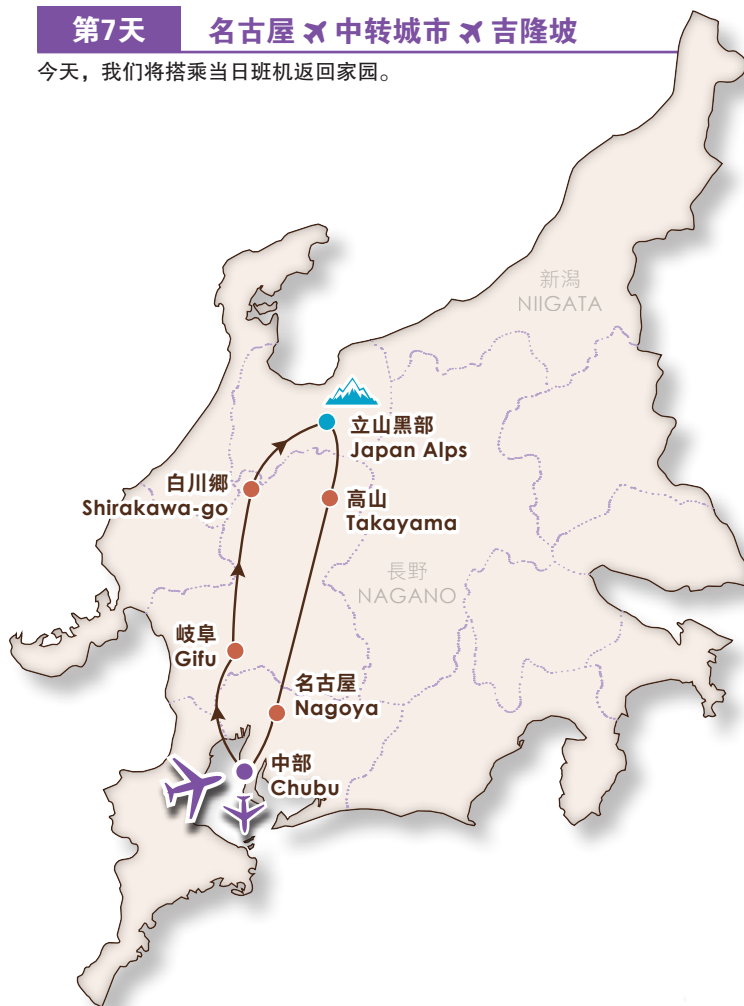 第7天 名古屋 ✈ 中转城市 ✈ 吉隆坡
今天，我们将搭乘当日班机返回家园。
新潟
NIIGATA
立山黑部
Japan Alps
白川鄉
Shirakawa-go
高山
Takayama
長野
NAGANO
岐阜
Gifu
名古屋
Nagoya
中部
Chubu